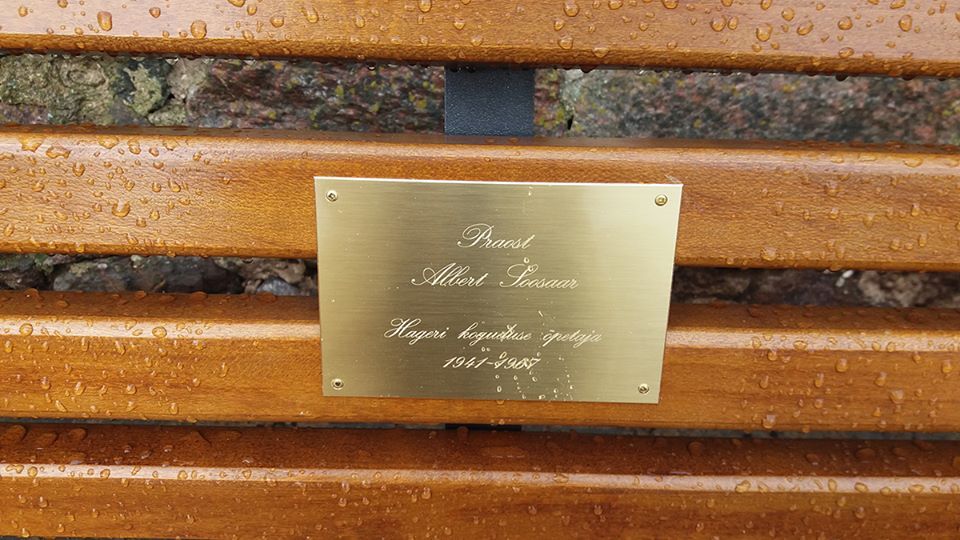 Praost
Albert Soosaar
Hageri koguduse õpetaja
1941-1967